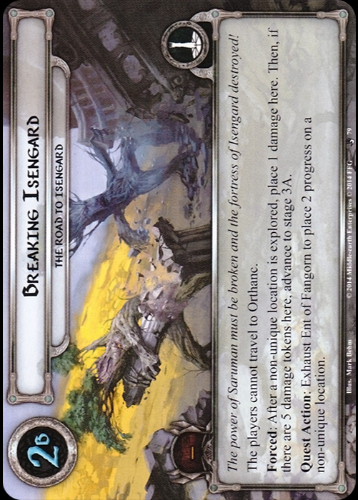 Breaking Isengard
2B
The Road to Isengard
The power of Saruman must be broken and the fortress of Isengard destroyed!
The players cannot travel to Orthanc.
Forced: After a non-unique location is explored, place 1 damage here. Then, if
there are 5 damage tokens here, advance to stage 3A.
Quest Action: Exhaust Ent of Fangorn to place 2 progress on a
non-unique location.
Illus. Mark Behm © 2014 Middle-earth Enterprises © 2014 FFG 79